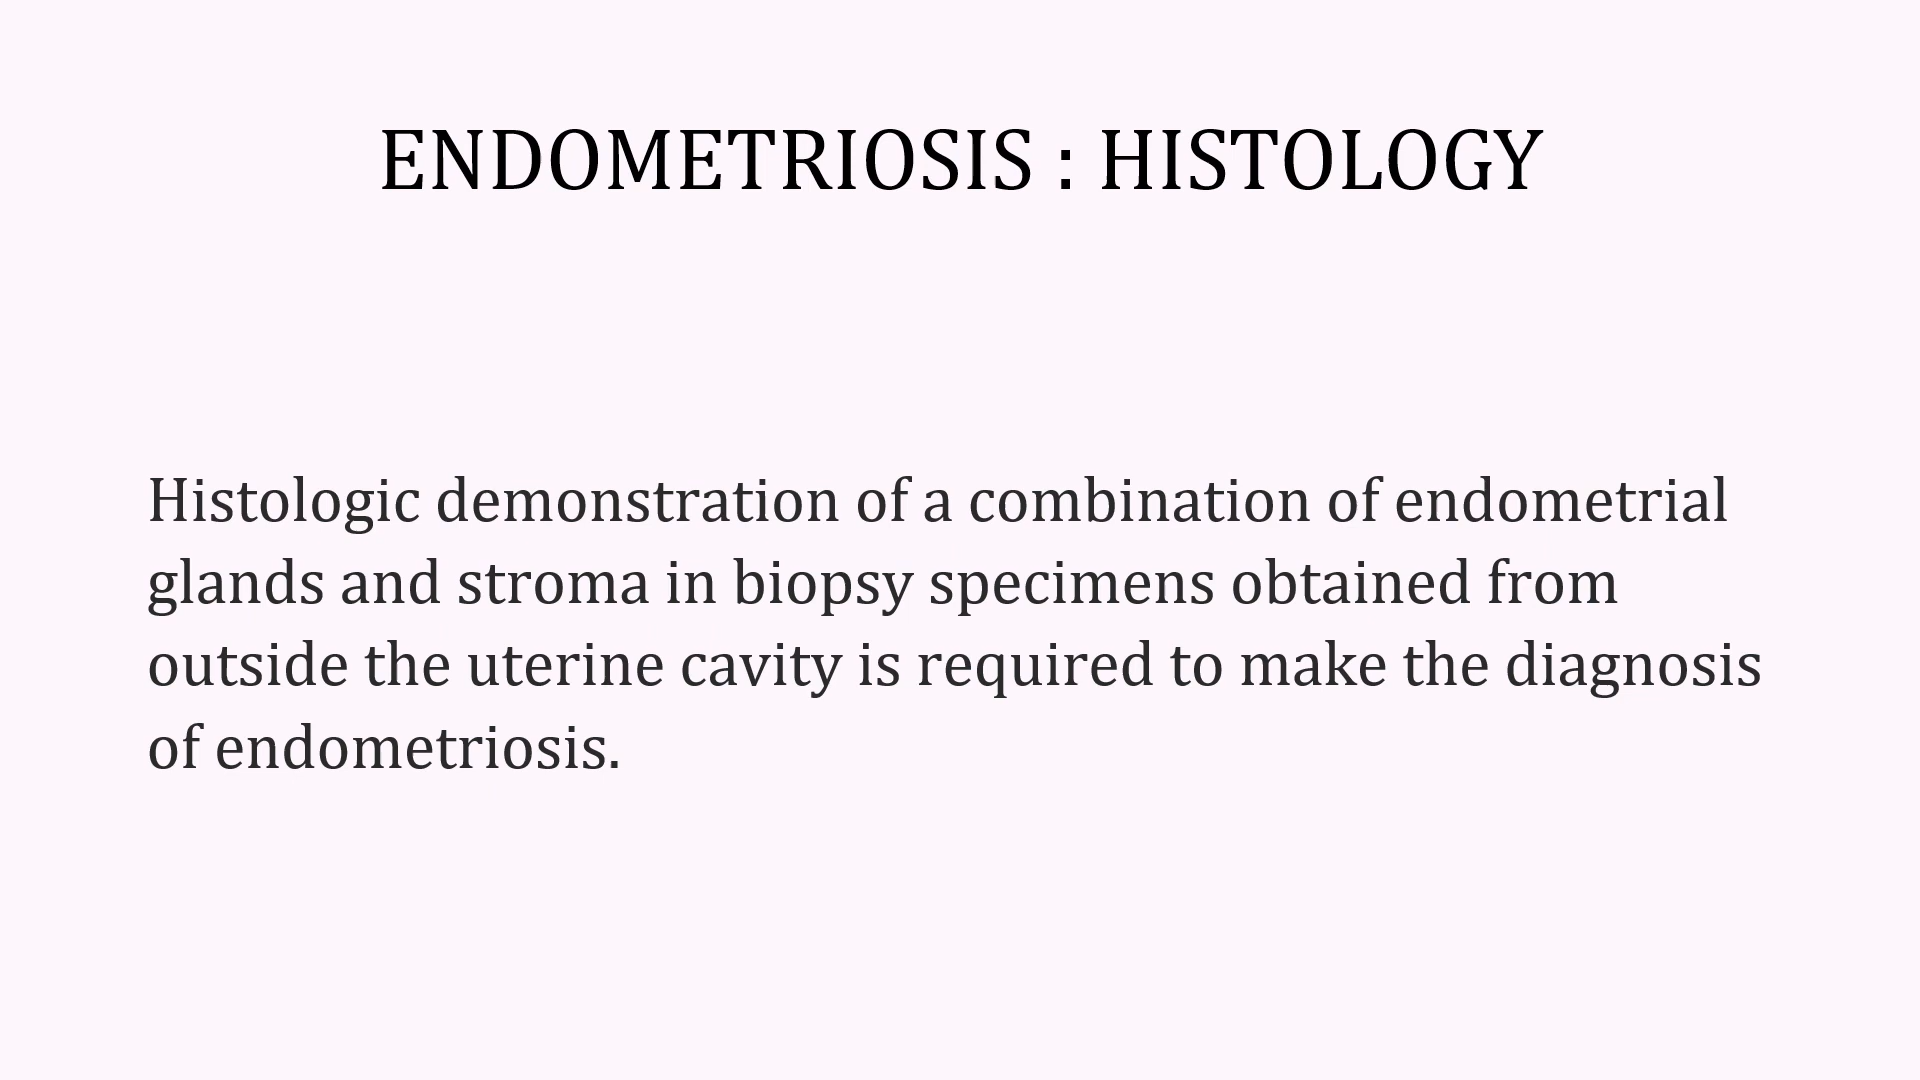 ENDOMETRIOSIS : HISTOLOGY
Histologic demonstration of a combination of endometrial
glands and stroma in biopsy specimens obtained from
outside the uterine cavity is required to make the diagnosis
of endometriosis.